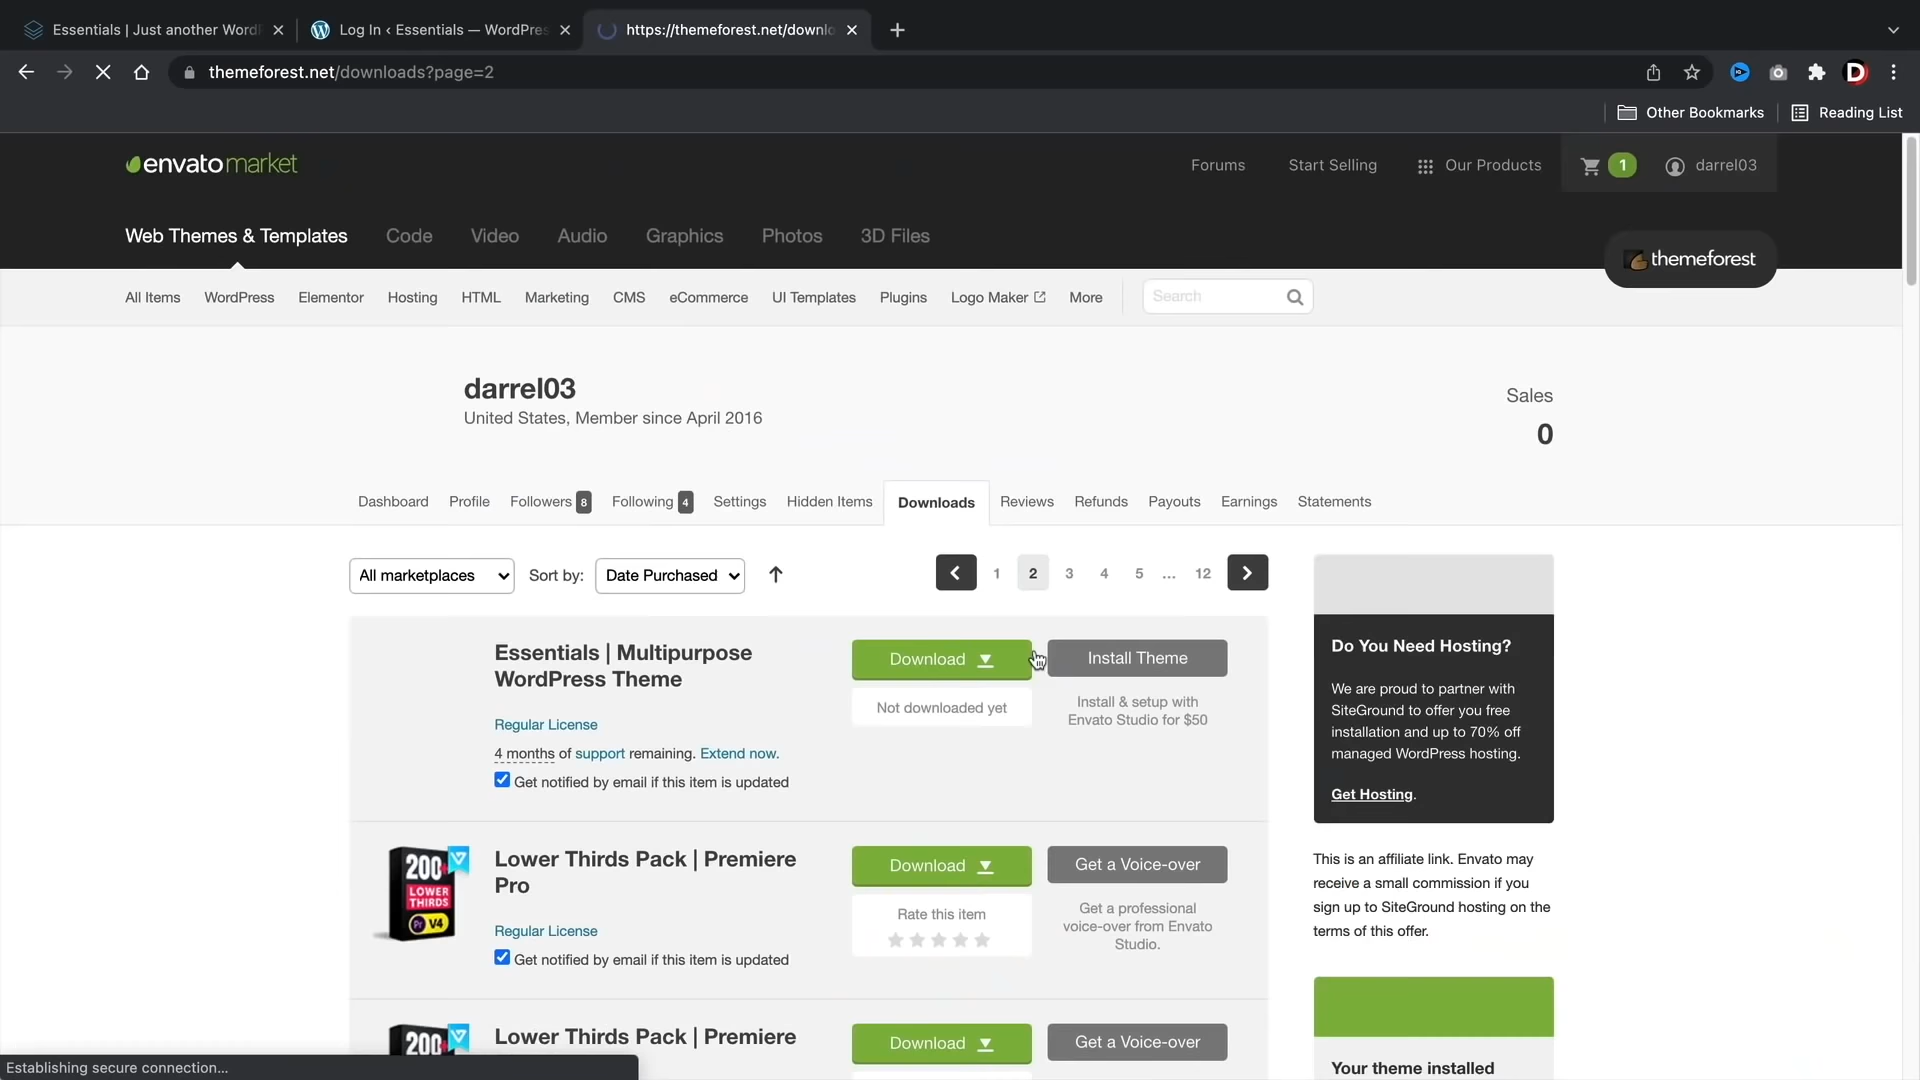 Essentials | Just another Word
Log In ‹ Essentials — WordPres
https://themeforest.net/downlo
themeforest.net/downloads?page=2
Other Bookmarks
Reading List
envatomarket
Forums
Start Selling
Our Products
1
darrel03
Web Themes & Templates
Code
Video
Audio
Graphics
Photos
3D Files
themeforest
All Items
WordPress
Elementor
Hosting
HTML
Marketing
CMS
eCommerce
UI Templates
Plugins
Logo Maker
More
Search
darrel03
United States, Member since April 2016
Sales
0
Dashboard
Profile
Followers 8
Following 4
Settings
Hidden Items
Downloads
Reviews
Refunds
Payouts
Earnings
Statements
All marketplaces
Sort by:
Date Purchased
1 2 3 4 5 ... 12
Essentials | Multipurpose
WordPress Theme
Regular License
4 months of support remaining. Extend now.
Get notified by email if this item is updated
Download
Not downloaded yet
Install Theme
Install & setup with
Envato Studio for $50
200+
LOWER
THIRDS
Pr V4
Lower Thirds Pack | Premiere
Pro
Regular License
Get notified by email if this item is updated
Download
Rate this item
Get a Voice-over
Get a professional
voice-over from Envato
Studio.
200
Lower Thirds Pack | Premiere
Download
Get a Voice-over
Do You Need Hosting?
We are proud to partner with
SiteGround to offer you free
installation and up to 70% off
managed WordPress hosting.
Get Hosting.
This is an affiliate link. Envato may
receive a small commission if you
sign up to SiteGround hosting on the
terms of this offer.
Your theme installed
Establishing secure connection...